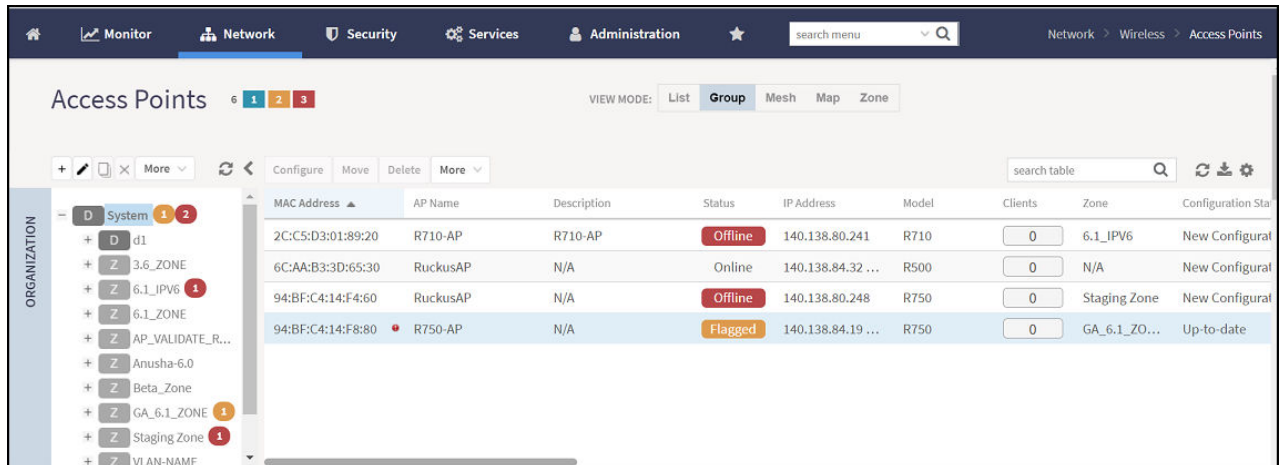 Monitor Network Security Services Administration search menu Network > Wireless > Access Points
Access Points 6 1 2 3 VIEW MODE: List Group Mesh Map Zone
+ More Configure Move Delete More search table
ORGANIZATION
D System 1 2
D d1
Z 3.6_ZONE
Z 6.1_IPV6 1
Z 6.1_ZONE
Z AP_VALIDATE_R...
Z Anusha-6.0
Z Beta_Zone
Z GA_6.1_ZONE 1
Z Staging Zone 1
Z VLAN-NAME
MAC Address AP Name Description Status IP Address Model Clients Zone Configuration Sta
2C:C5:D3:01:89:20 R710-AP R710-AP Offline 140.138.80.241 R710 0 6.1_IPV6 New Configurat
6C:AA:B3:3D:65:30 RuckusAP N/A Online 140.138.84.32 ... R500 0 N/A New Configurat
94:BF:C4:14:F4:60 RuckusAP N/A Offline 140.138.80.248 R750 0 Staging Zone New Configurat
94:BF:C4:14:F8:80 R750-AP N/A Flagged 140.138.84.19 ... R750 0 GA_6.1_ZO... Up-to-date